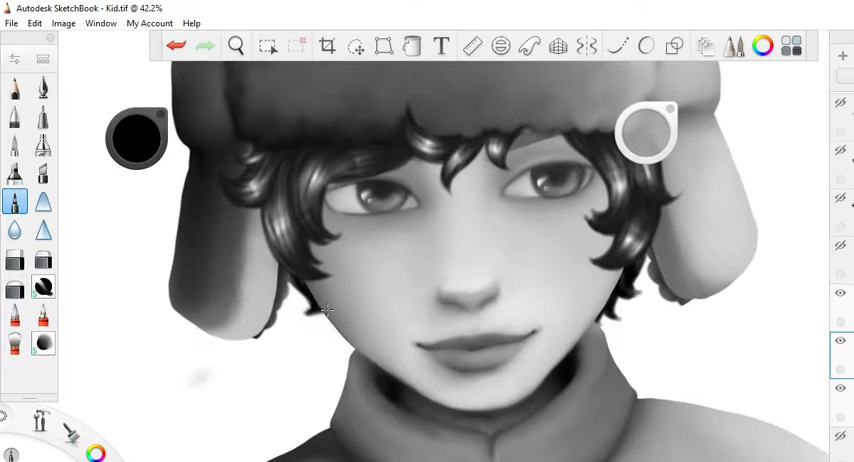 Autodesk SketchBook - Kid.tif @ 42.2%
File Edit Image Window My Account Help
T